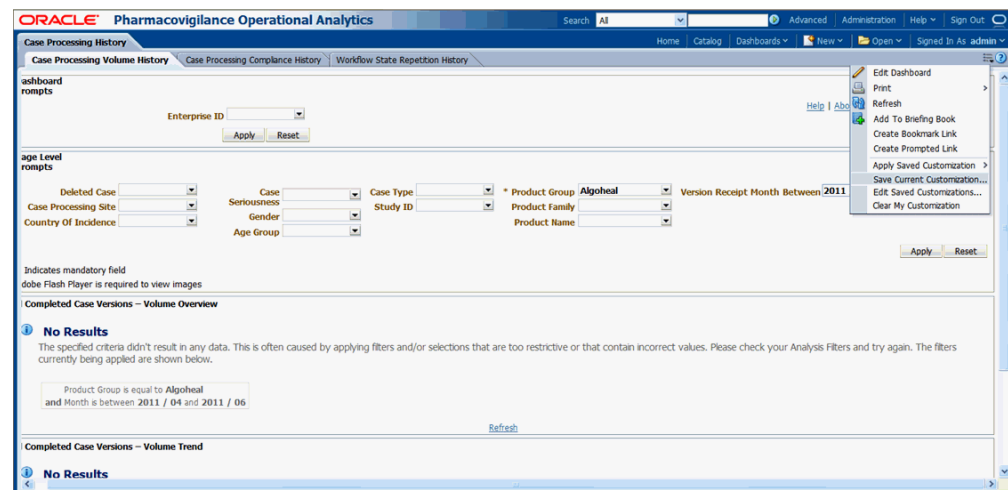 ORACLE Pharmacovigilance Operational Analytics
Search All Advanced Administration Help Sign Out
Case Processing History
Home Catalog Dashboards New Open Signed In As admin
Case Processing Volume History Case Processing Compliance History Workflow State Repetition History
ashboard
rompts
Enterprise ID
Apply Reset
Help | Abo
Edit Dashboard
Print
Refresh
Add To Briefing Book
Create Bookmark Link
Create Prompted Link
Apply Saved Customization
Save Current Customization...
Edit Saved Customizations...
Clear My Customization
age Level
rompts
Deleted Case
Case Processing Site
Country Of Incidence
Case
Seriousness
Gender
Age Group
Case Type
Study ID
* Product Group Algoheal
Product Family
Product Name
Version Receipt Month Between 2011
Apply Reset
Indicates mandatory field
dobe Flash Player is required to view images
Completed Case Versions – Volume Overview
No Results
The specified criteria didn't result in any data. This is often caused by applying filters and/or selections that are too restrictive or that contain incorrect values. Please check your Analysis Filters and try again. The filters
currently being applied are shown below.
Product Group is equal to Algoheal
and Month is between 2011 / 04 and 2011 / 06
Refresh
Completed Case Versions – Volume Trend
No Results